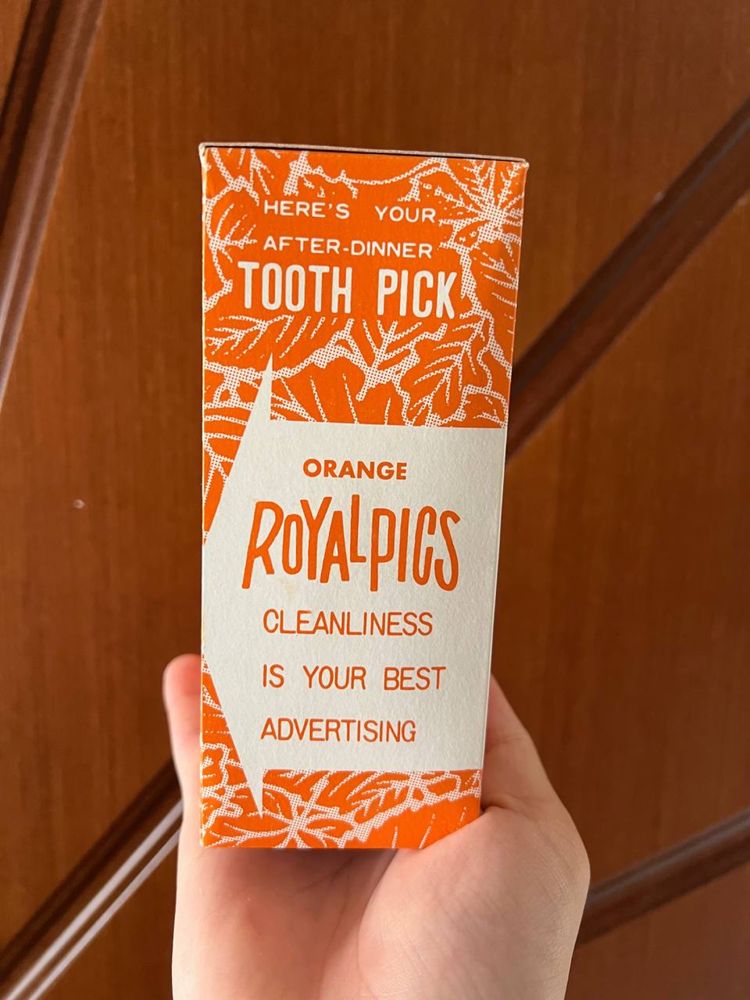 HERE'S YOUR
AFTER-DINNER
TOOTH PICK
ORANGE
ROYALPICS
CLEANLINESS
IS YOUR BEST
ADVERTISING